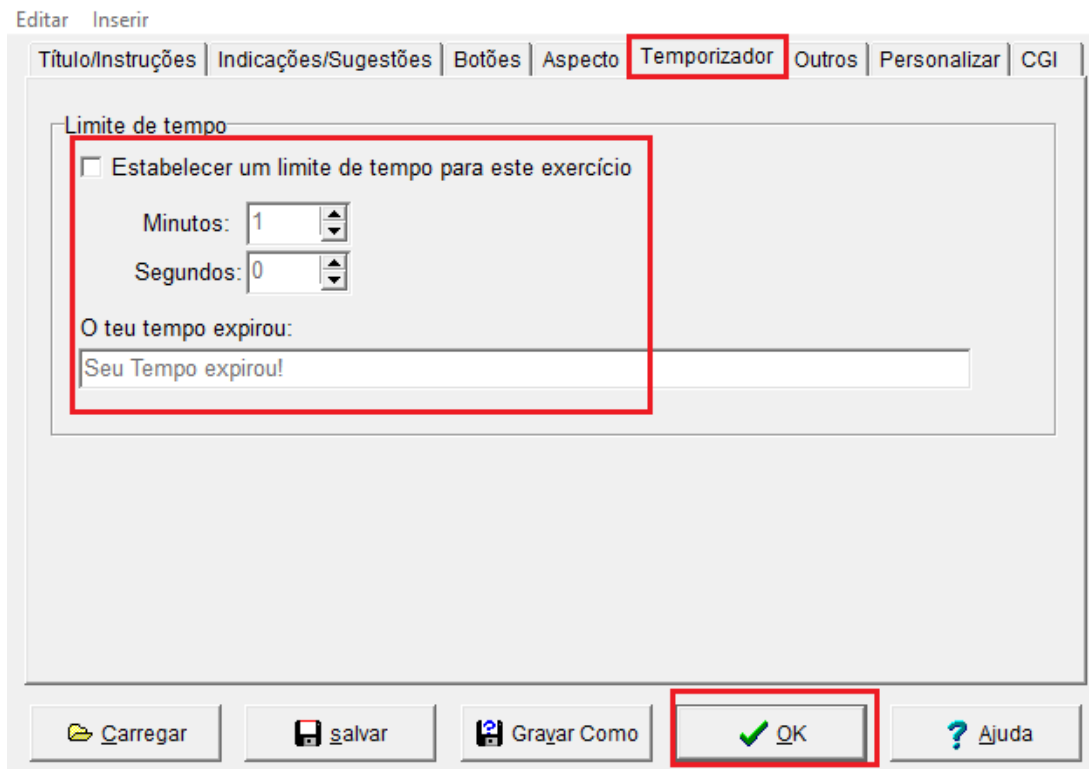 Editar Inserir
Título/Instruções Indicações/Sugestões Botões Aspecto Temporizador Outros Personalizar CGI
Limite de tempo
Estabelecer um limite de tempo para este exercício
Minutos: 1
Segundos: 0
O teu tempo expirou:
Seu Tempo expirou!
Carregar salvar Gravar Como OK Ajuda